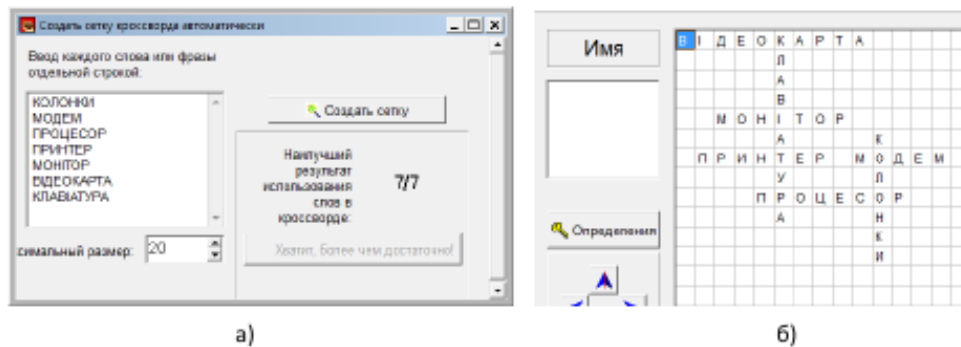 Создать сетку кроссворда автоматически
Ввод каждого слова или фразы
отдельной строкой:
КОЛОНКИ
МОДЕМ
ПРОЦЕСОР
ПРИНТЕР
МОНІТОР
ВІДЕОКАРТА
КЛАВІАТУРА
симальный размер: 20
Создать сетку
Наилучший
результат
использования
слов в
кроссворде:
7/7
Хватит, более чем достаточно!
а)
Имя
Определения
В І Д Е О К А Р Т А
Л
А
В
М О Н І Т О Р
А К
П Р И Н Т Е Р М О Д Е М
У Л
П Р О Ц Е С О Р
А Н
К
И
б)